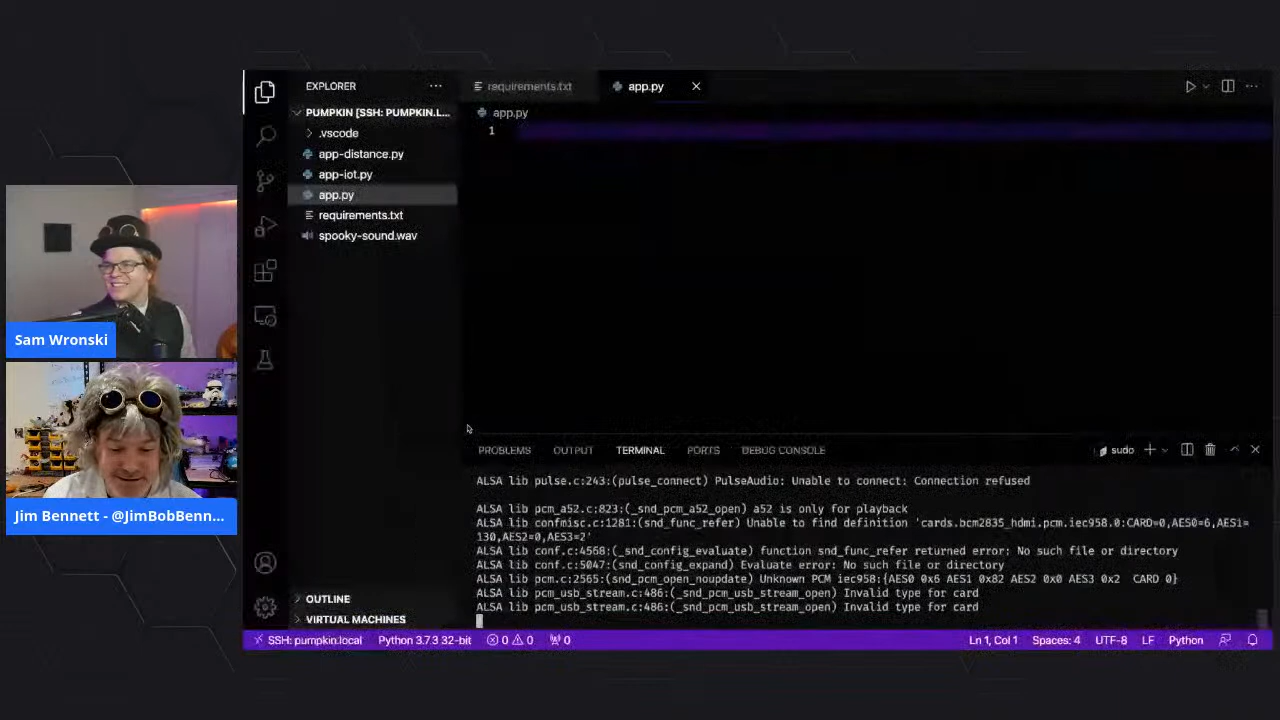 EXPLORER
PUMPKIN [SSH: PUMPKIN.L...
.vscode
app-distance.py
app-iot.py
app.py
requirements.txt
spooky-sound.wav
OUTLINE
VIRTUAL MACHINES
requirements.txt
app.py
app.py
1
PROBLEMS OUTPUT TERMINAL PORTS DEBUG CONSOLE
sudo
ALSA lib pulse.c:243:(pulse_connect) PulseAudio: Unable to connect: Connection refused
ALSA lib pcm_a52.c:823:(_snd_pcm_a52_open) a52 is only for playback
ALSA lib confmisc.c:1281:(snd_func_refer) Unable to find definition 'cards.bcm2835_hdmi.pcm.iec958.0:CARD=0,AES0=6,AES1=
130,AES2=0,AES3=2'
ALSA lib conf.c:4568:(_snd_config_evaluate) function snd_func_refer returned error: No such file or directory
ALSA lib conf.c:5047:(snd_config_expand) Evaluate error: No such file or directory
ALSA lib pcm.c:2565:(snd_pcm_open_noupdate) Unknown PCM iec958:{AES0 0x6 AES1 0x82 AES2 0x0 AES3 0x2 CARD 0}
ALSA lib pcm_usb_stream.c:486:(_snd_pcm_usb_stream_open) Invalid type for card
ALSA lib pcm_usb_stream.c:486:(_snd_pcm_usb_stream_open) Invalid type for card
SSH: pumpkin.local Python 3.7.3 32-bit 0 0 0
Ln 1, Col 1 Spaces: 4 UTF-8 LF Python
Sam Wronski
Jim Bennett - @JimBobBenn...